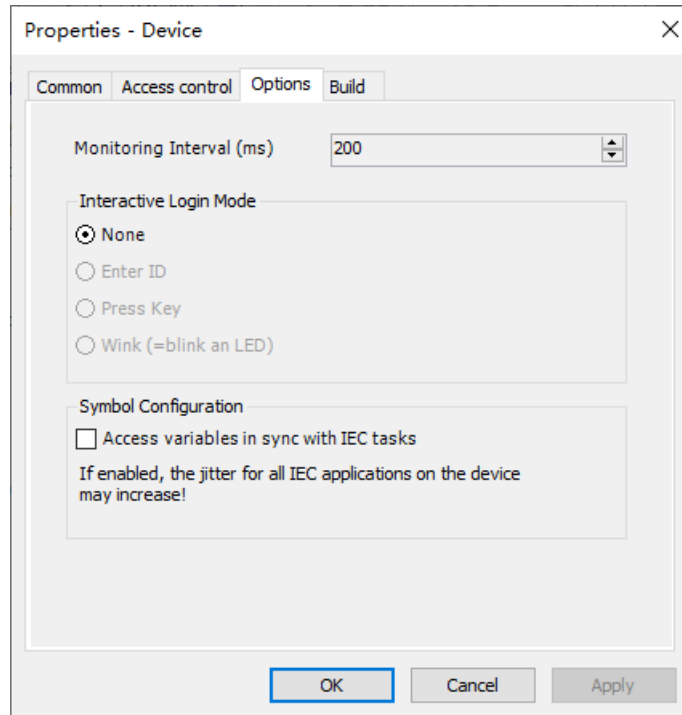 Properties - Device
Common Access control Options Build
Monitoring Interval (ms) 200
Interactive Login Mode
None
Enter ID
Press Key
Wink (=blink an LED)
Symbol Configuration
Access variables in sync with IEC tasks
If enabled, the jitter for all IEC applications on the device
may increase!
OK Cancel Apply